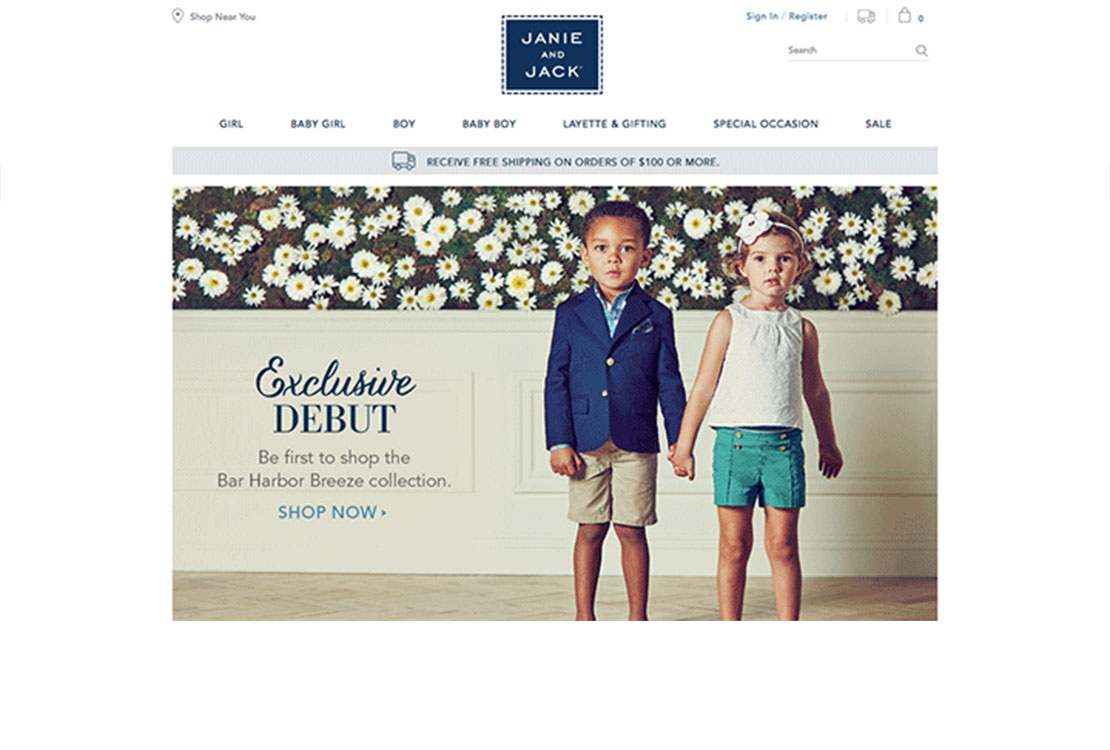 Shop Near You
Sign In / Register
0
JANIE
AND
JACK
Search
GIRL BABY GIRL BOY BABY BOY LAYETTE & GIFTING SPECIAL OCCASION SALE
RECEIVE FREE SHIPPING ON ORDERS OF $100 OR MORE.
Exclusive
DEBUT
Be first to shop the
Bar Harbor Breeze collection.
SHOP NOW ›